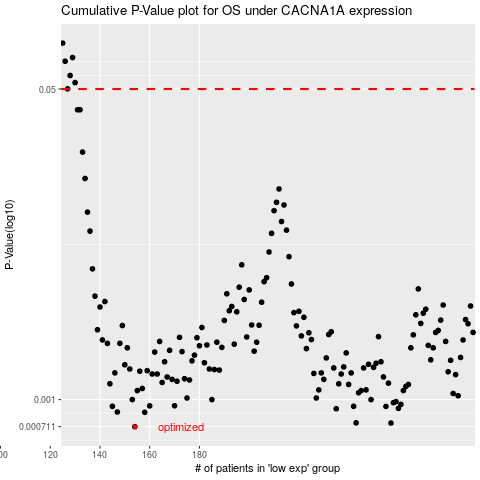 Cumulative P-Value plot for OS under CACNA1A expression
P-Value(log10)
0.05
0.001
0.000711
optimized
00 120 140 160 180
# of patients in 'low exp' group